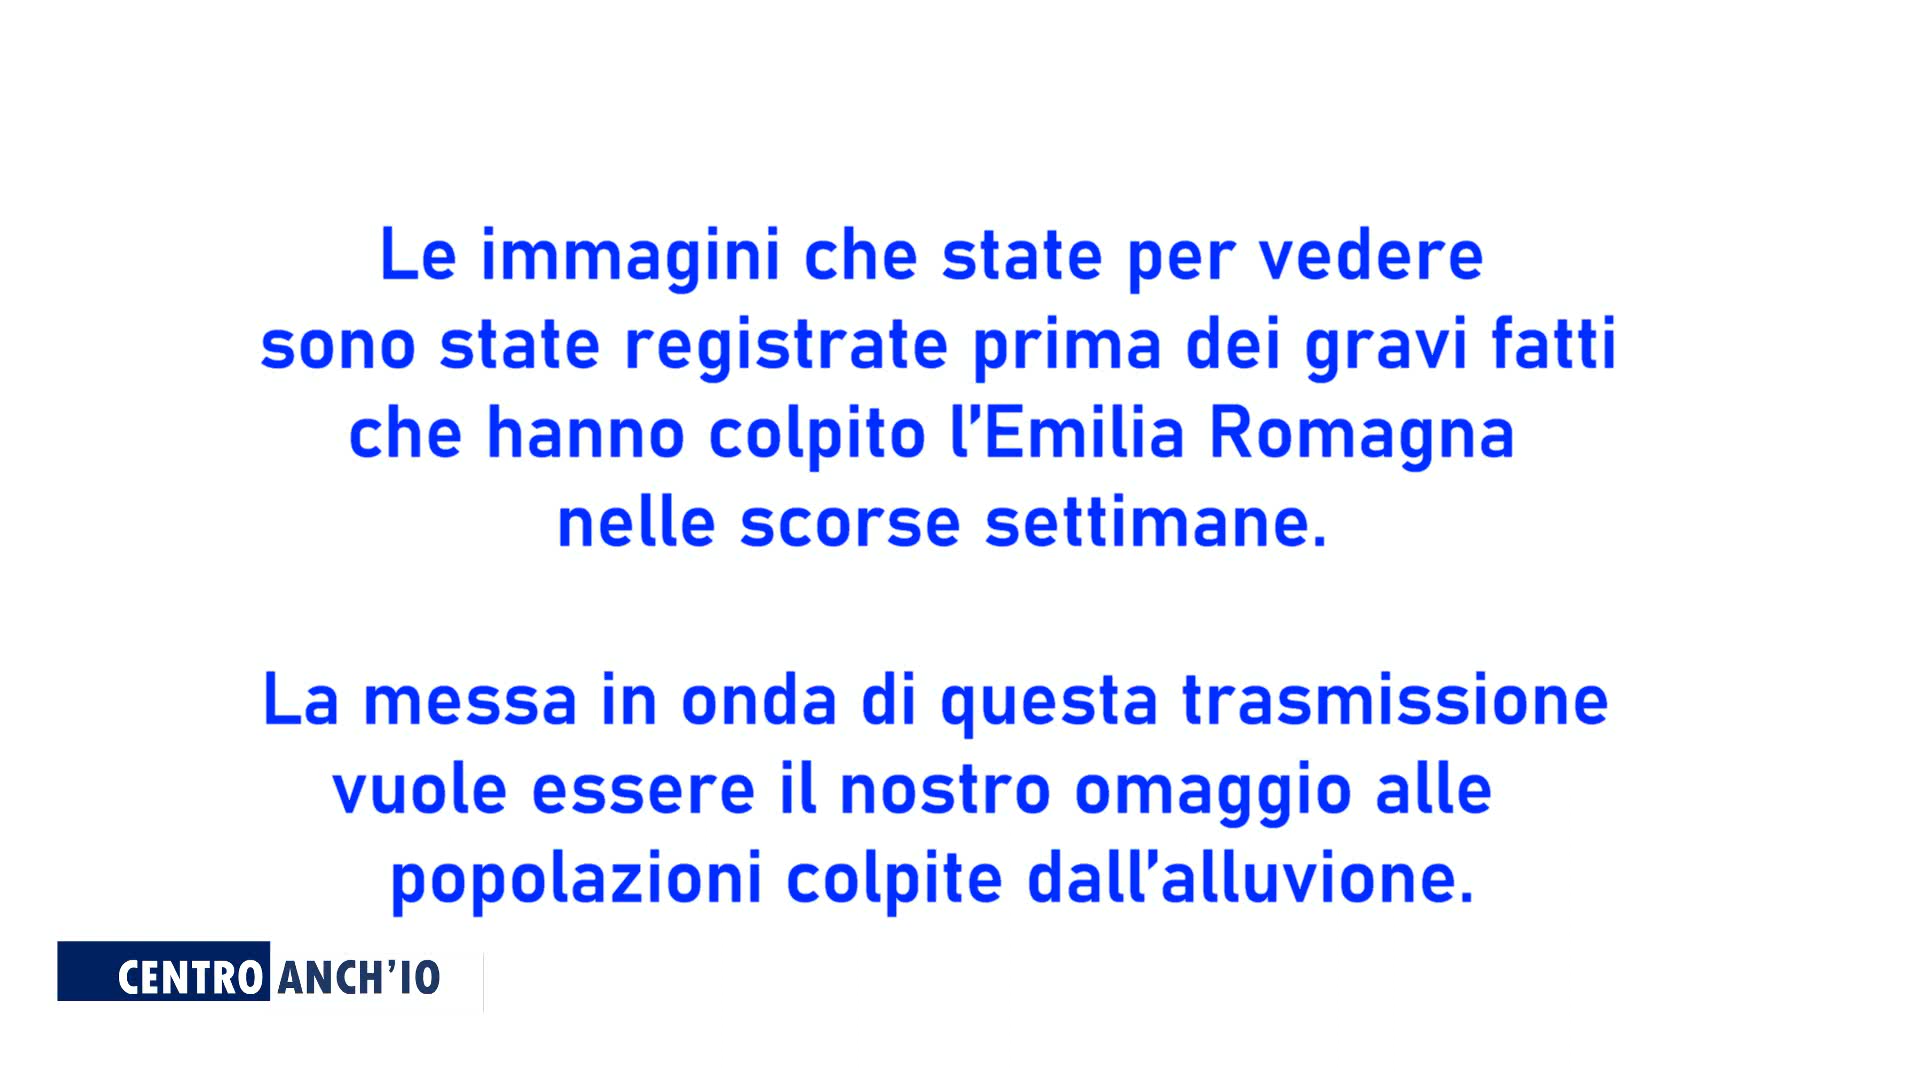 Le immagini che state per vedere
sono state registrate prima dei gravi fatti
che hanno colpito l'Emilia Romagna
nelle scorse settimane.
La messa in onda di questa trasmissione
vuole essere il nostro omaggio alle
popolazioni colpite dall'alluvione.
CENTRO ANCH'IO